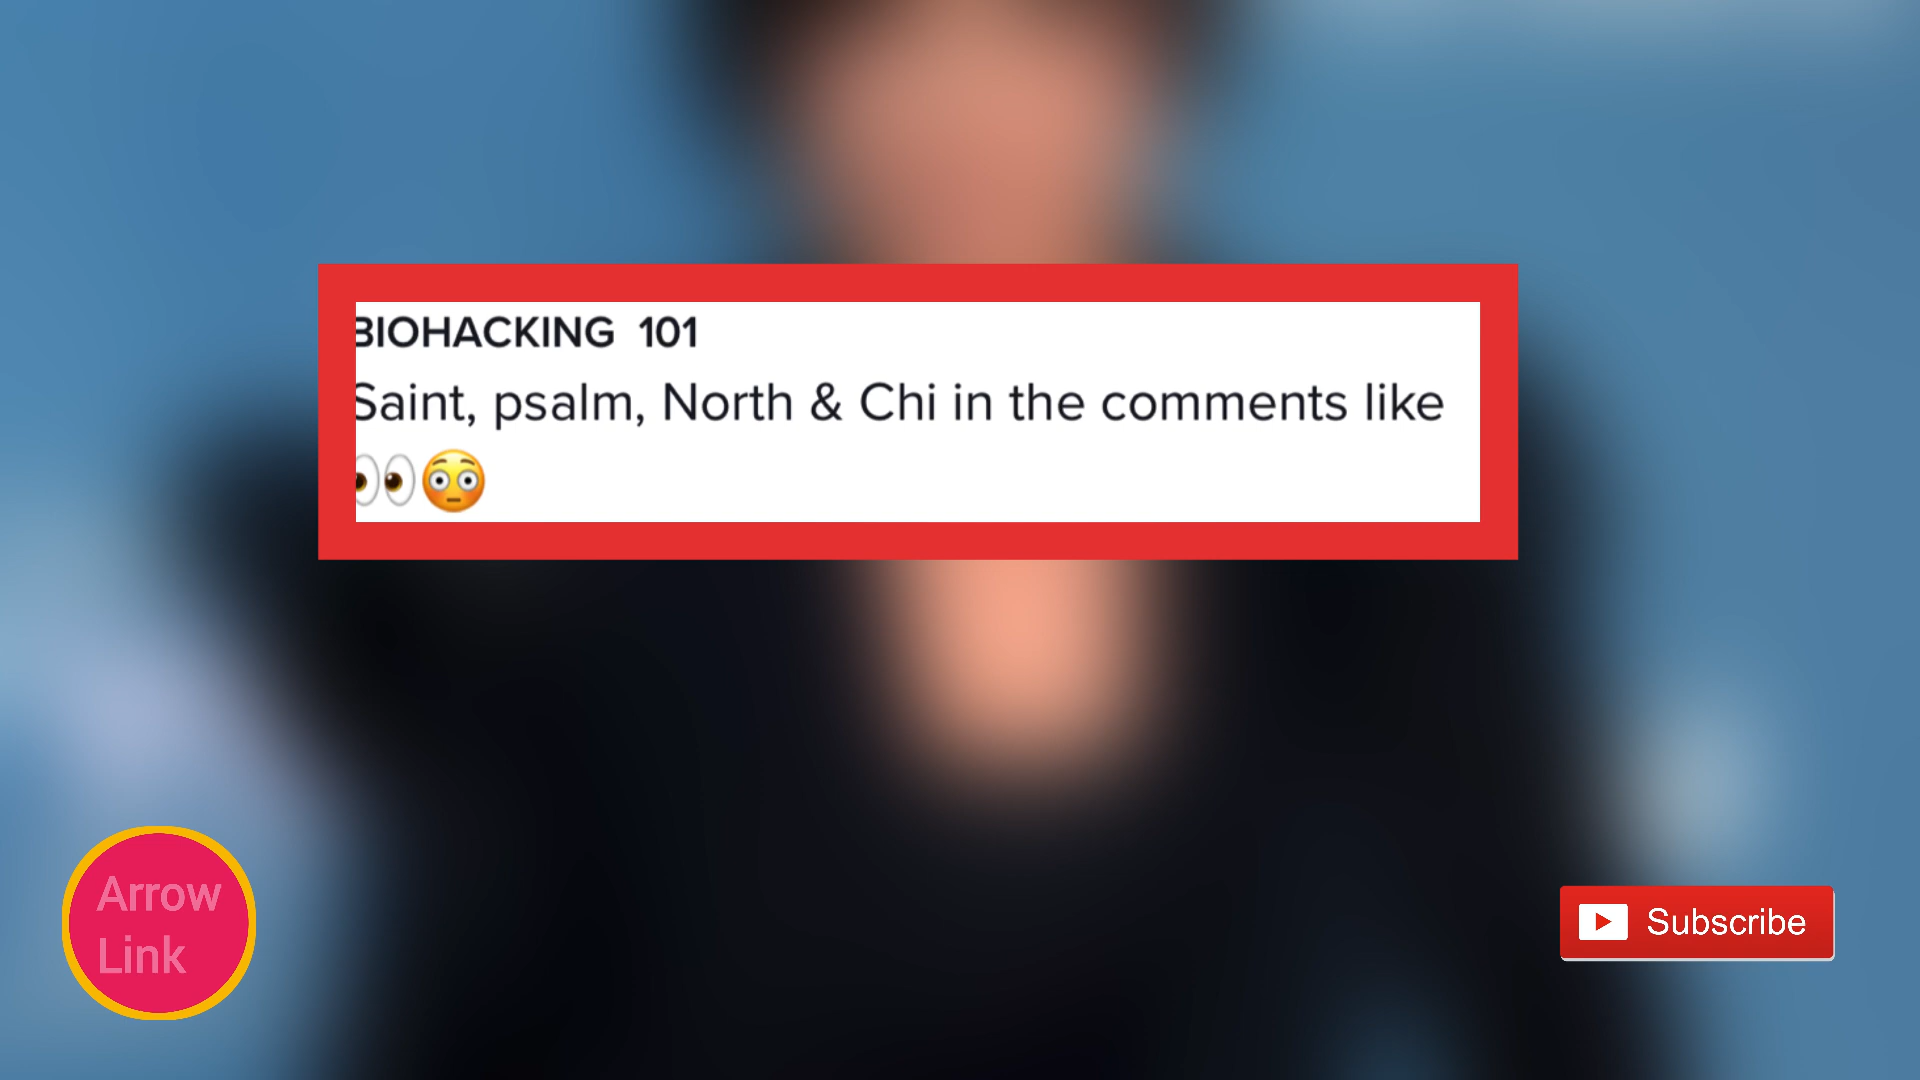 BIOHACKING 101
Saint, psalm, North & Chi in the comments like
👀😳
Arrow
Link
Subscribe